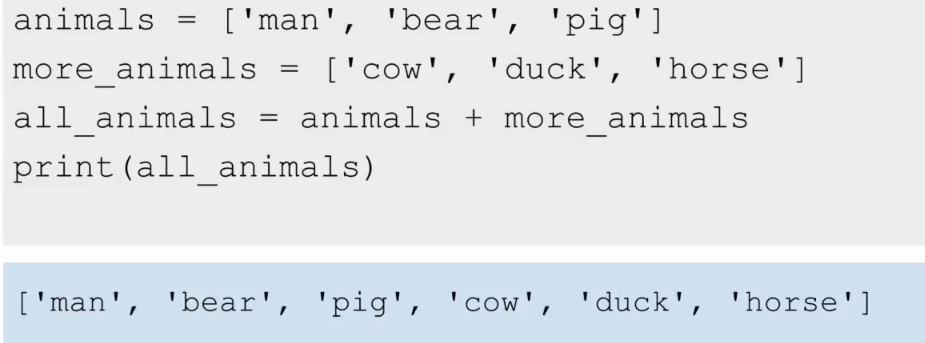 animals = ['man', 'bear', 'pig']
more_animals = ['cow', 'duck', 'horse']
all_animals = animals + more_animals
print(all_animals)
['man', 'bear', 'pig', 'cow', 'duck', 'horse']